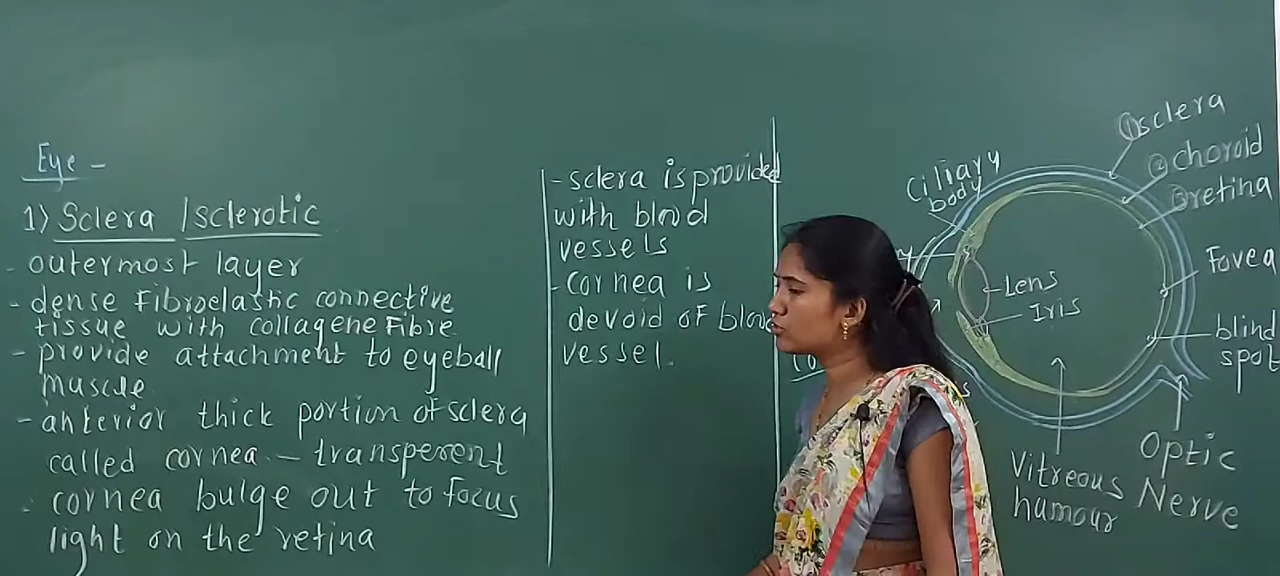 Eye -
1) Sclera / sclerotic
- outermost layer
- dense Fibroelastic connective
tissue with collagene Fibre
- provide attachment to eyeball
muscle
- anterior thick portion of sclera
called cornea - transperent
- cornea bulge out to focus
light on the retina
- sclera is provided
with blood
vessels
- cornea is
devoid of blood
vessel.
Ciliary
body
① sclera
② choroid
③ retina
Fovea
Lens
Iris
blind
spot
Vitreous
humour
Optic
Nerve